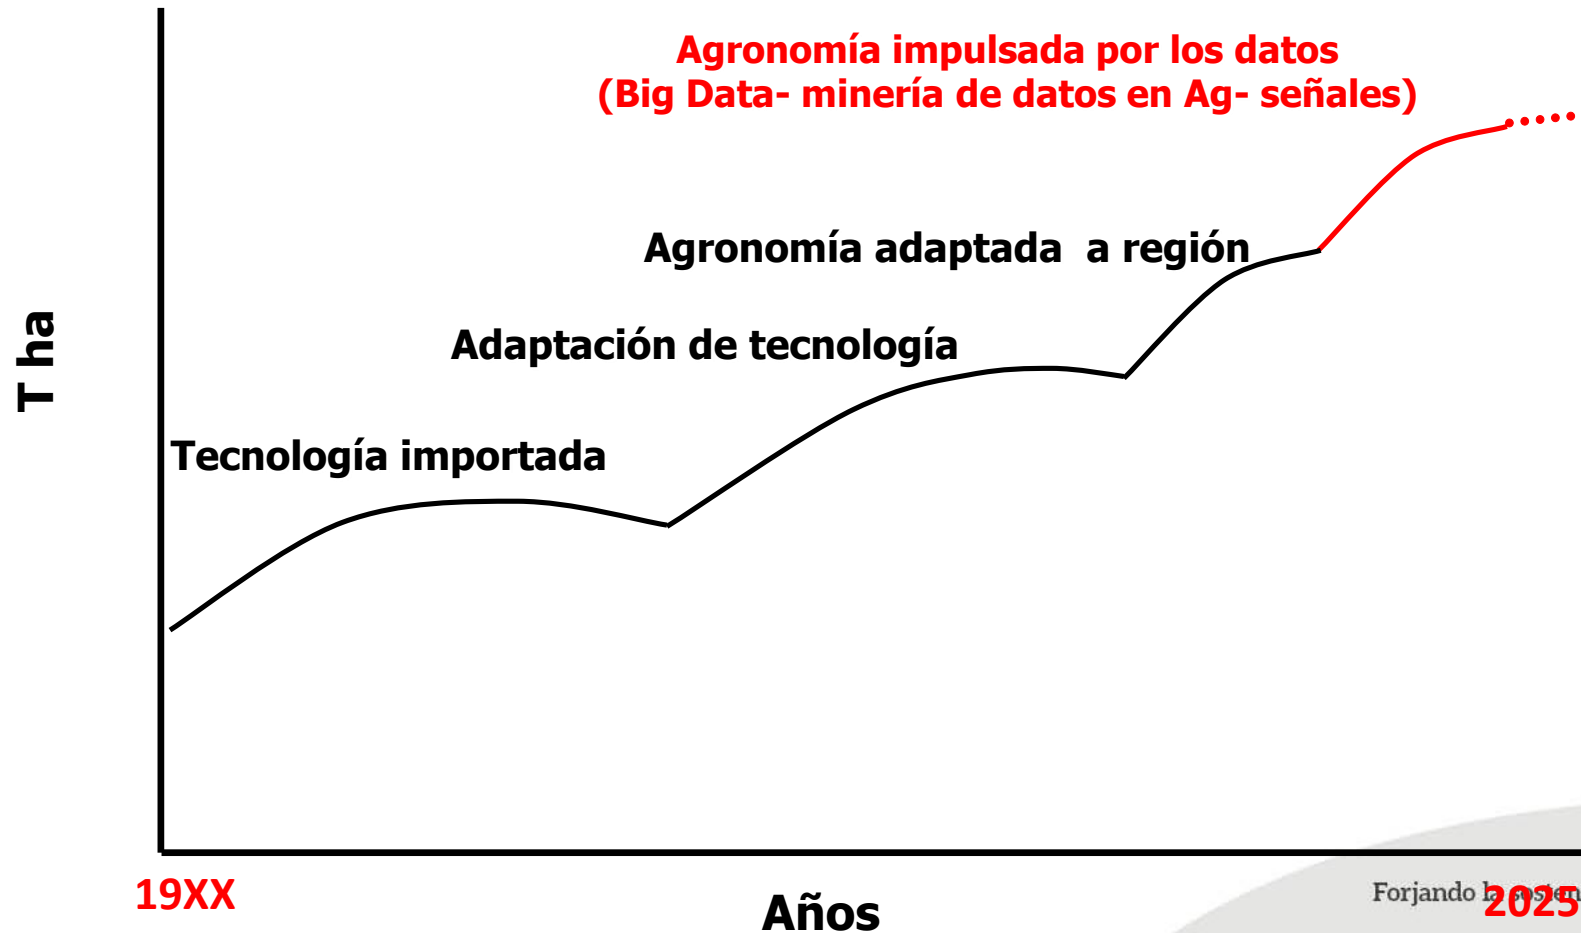 Agronomía impulsada por los datos
(Big Data- minería de datos en Ag- señales)
Agronomía adaptada a región
Adaptación de tecnología
Tecnología importada
T ha
19XX
Años
Forjando la
2025